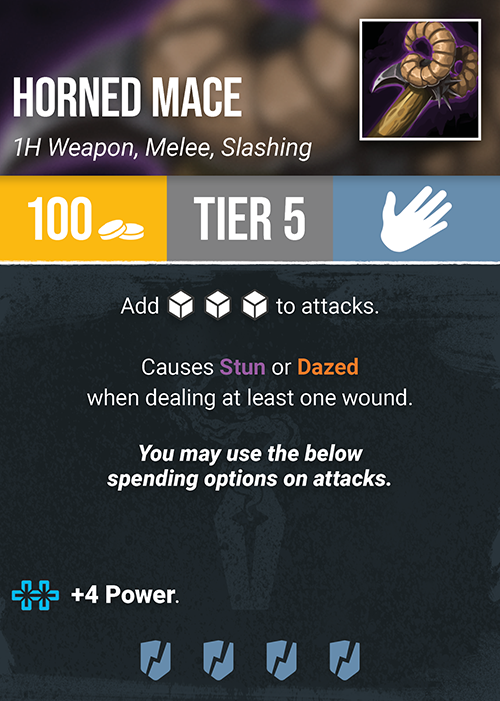 HORNED MACE
1H Weapon, Melee, Slashing
100
TIER 5
Add to attacks.
Causes Stun or Dazed
when dealing at least one wound.
You may use the below
spending options on attacks.
+4 Power.